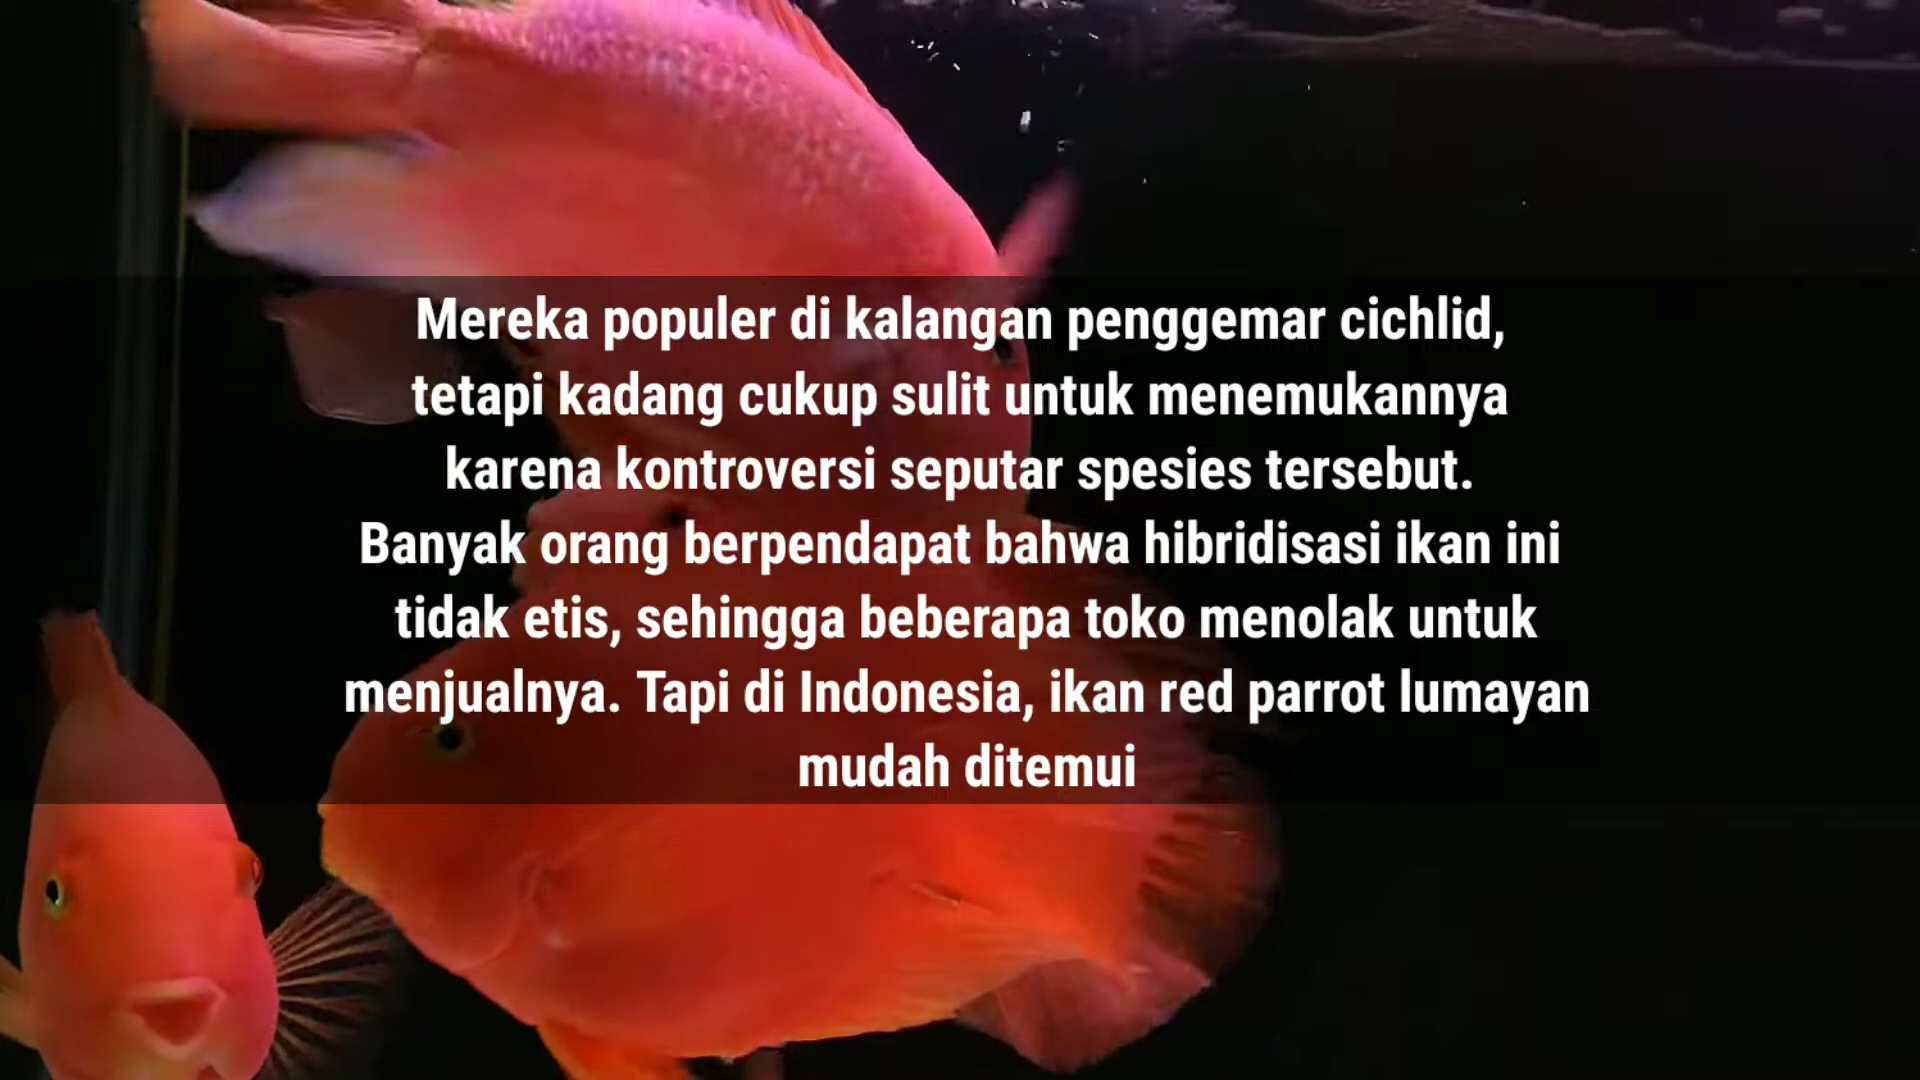 Mereka populer di kalangan penggemar cichlid,
tetapi kadang cukup sulit untuk menemukannya
karena kontroversi seputar spesies tersebut.
Banyak orang berpendapat bahwa hibridisasi ikan ini
tidak etis, sehingga beberapa toko menolak untuk
menjualnya. Tapi di Indonesia, ikan red parrot lumayan
mudah ditemui